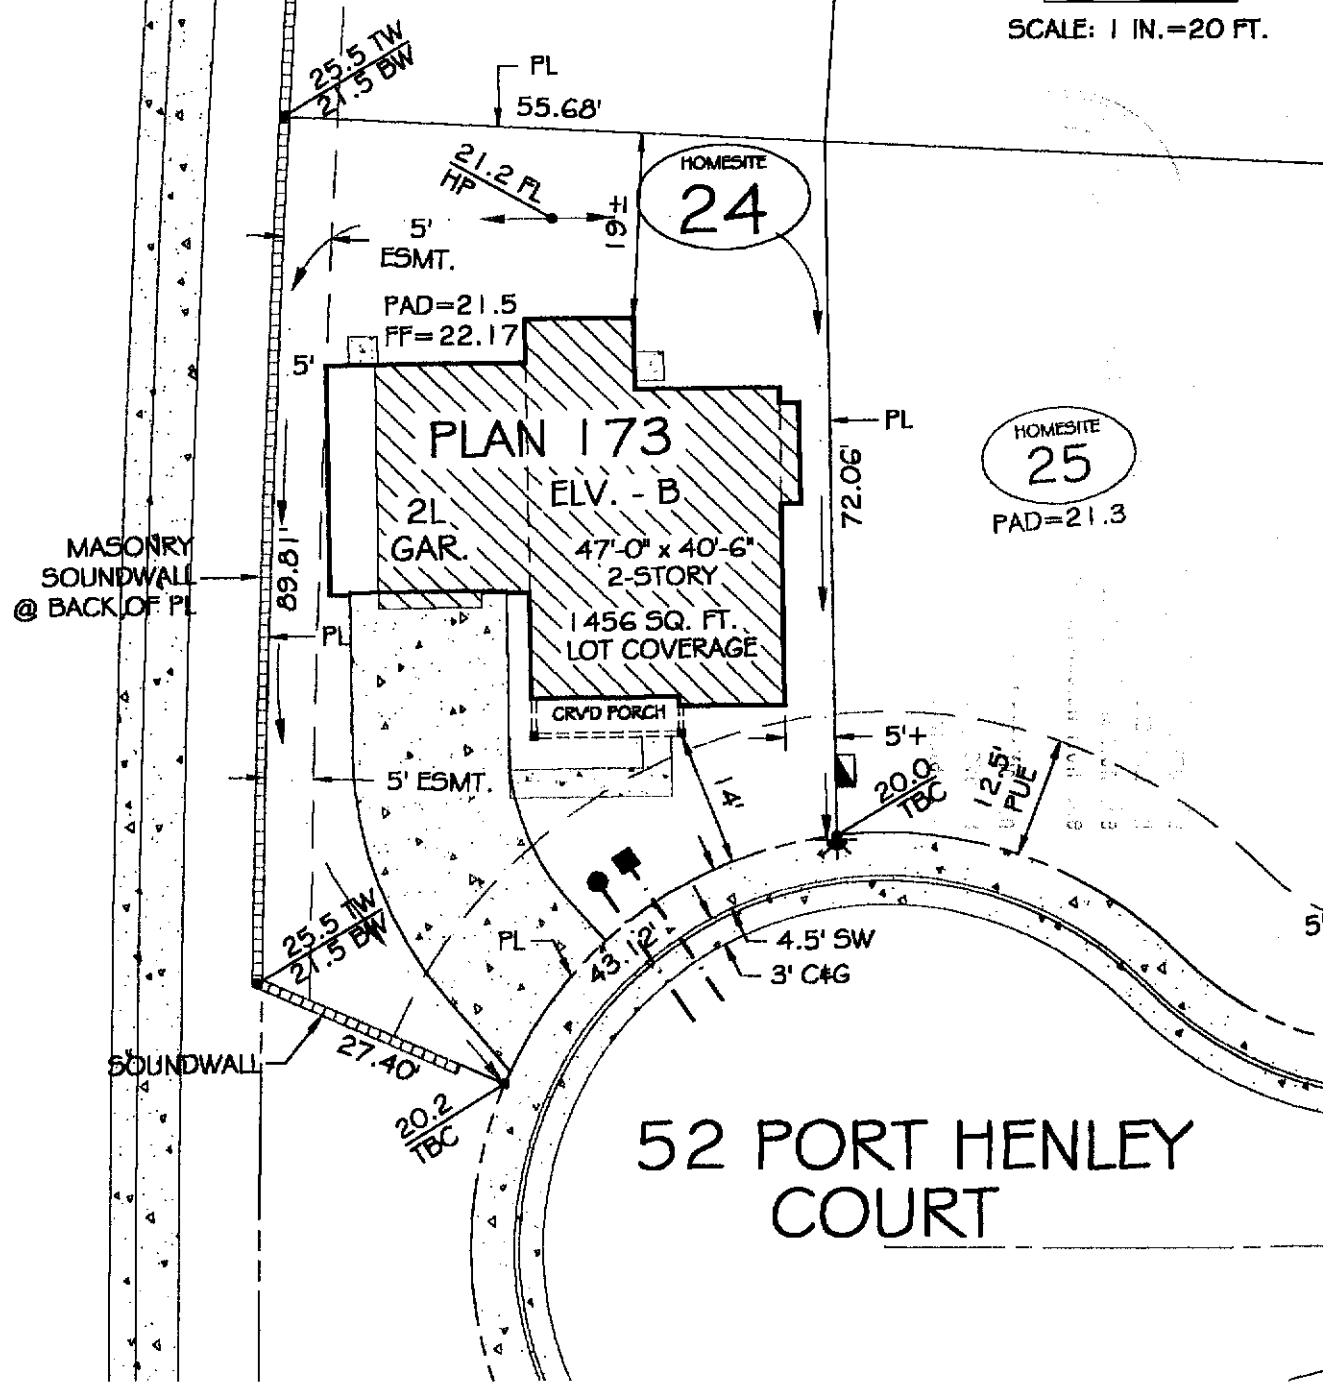 SCALE: 1 IN.=20 FT.
25.5 TW
21.5 BW
PL
55.68'
HOMESITE
24
21.2 FL
HP
19±
5'
ESMT.
PAD=21.5
FF=22.17
5'
PLAN 173
ELV. - B
2L
GAR.
47'-0" x 40'-6"
2-STORY
1456 SQ. FT.
LOT COVERAGE
PL
72.06'
HOMESITE
25
PAD=21.3
MASONRY
SOUNDWALL
@ BACK OF PL
89.81'
PL
CRVD PORCH
5'+
5' ESMT.
14'
20.0
TBC
12.5'
PUE
25.5 TW
21.5 BW
PL
43.12'
4.5' SW
3' C&G
5'
SOUNDWALL
27.40'
20.2
TBC
52 PORT HENLEY
COURT